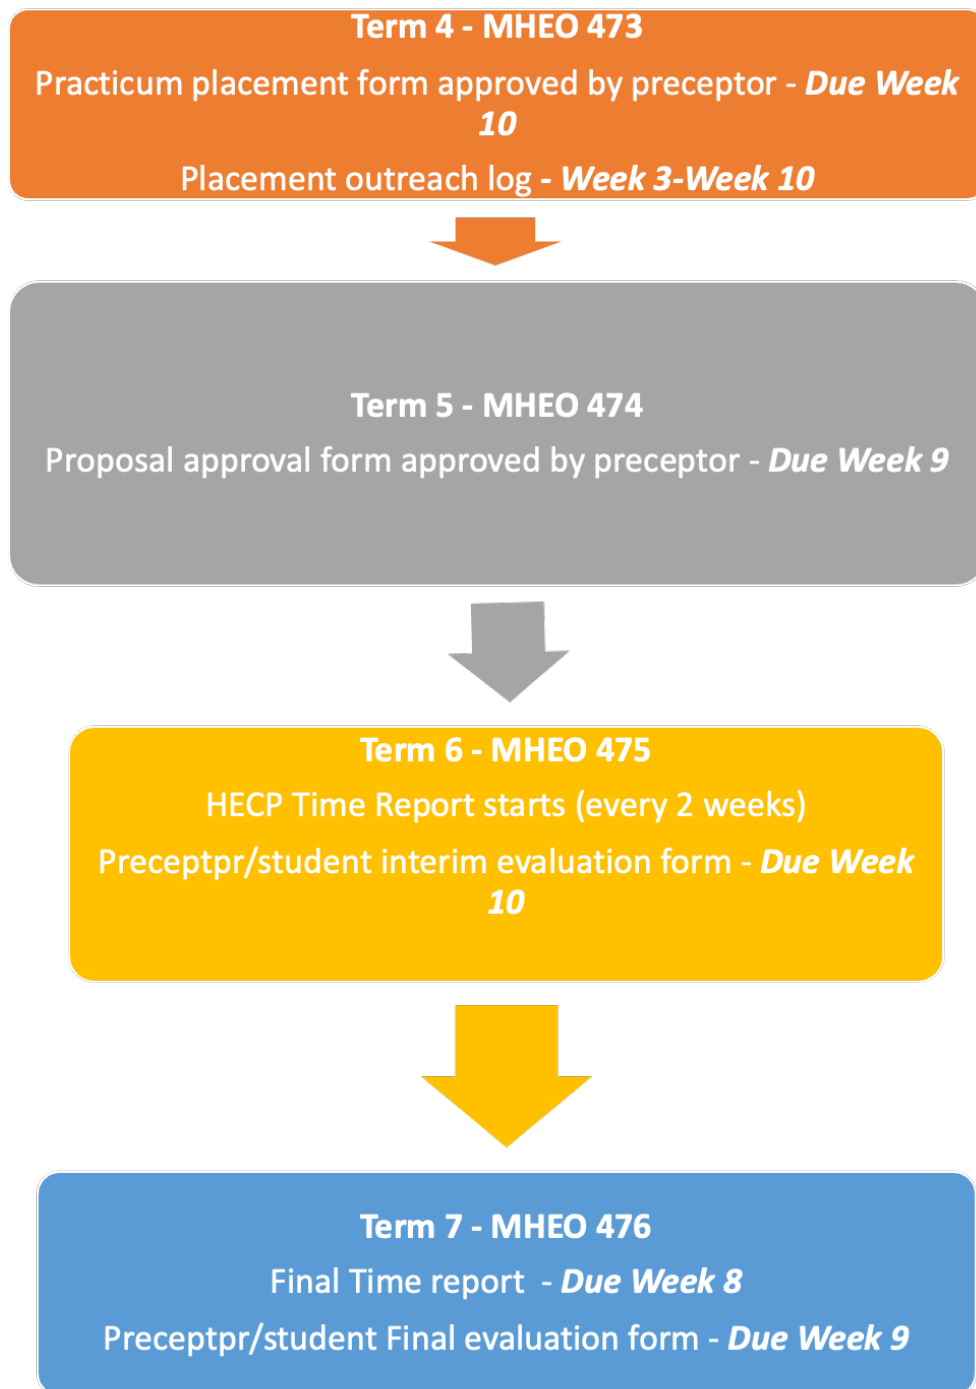 Term 4 - MHEO 473
Practicum placement form approved by preceptor - Due Week
10
Placement outreach log - Week 3-Week 10
Term 5 - MHEO 474
Proposal approval form approved by preceptor - Due Week 9
Term 6 - MHEO 475
HECP Time Report starts (every 2 weeks)
Preceptpr/student interim evaluation form - Due Week
10
Term 7 - MHEO 476
Final Time report - Due Week 8
Preceptpr/student Final evaluation form - Due Week 9